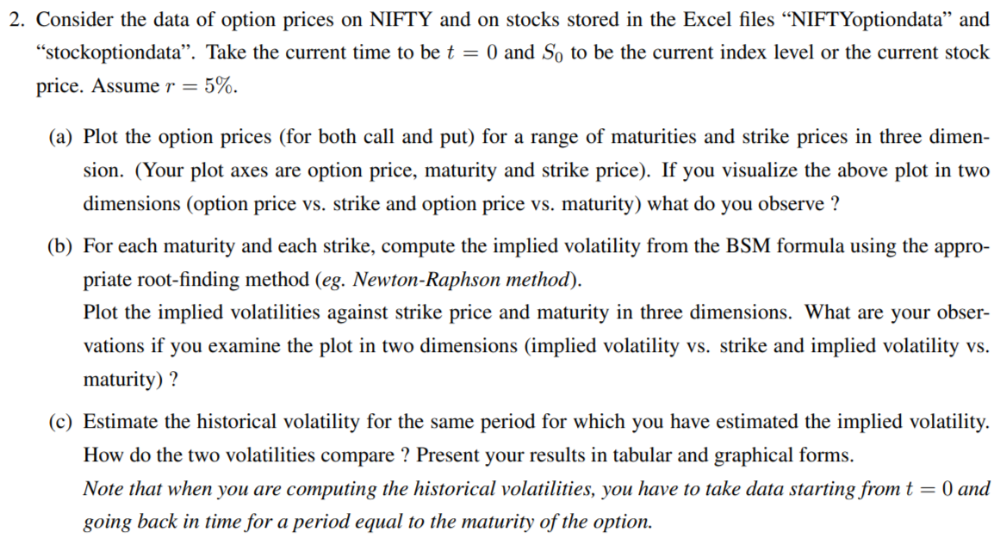 2. Consider the data of option prices on NIFTY and on stocks stored in the Excel files “NIFTYoptiondata” and
“stockoptiondata”. Take the current time to be t = 0 and S₀ to be the current index level or the current stock
price. Assume r = 5%.
(a) Plot the option prices (for both call and put) for a range of maturities and strike prices in three dimen-
sion. (Your plot axes are option price, maturity and strike price). If you visualize the above plot in two
dimensions (option price vs. strike and option price vs. maturity) what do you observe ?
(b) For each maturity and each strike, compute the implied volatility from the BSM formula using the appro-
priate root-finding method (eg. Newton-Raphson method).
Plot the implied volatilities against strike price and maturity in three dimensions. What are your obser-
vations if you examine the plot in two dimensions (implied volatility vs. strike and implied volatility vs.
maturity) ?
(c) Estimate the historical volatility for the same period for which you have estimated the implied volatility.
How do the two volatilities compare ? Present your results in tabular and graphical forms.
Note that when you are computing the historical volatilities, you have to take data starting from t = 0 and
going back in time for a period equal to the maturity of the option.